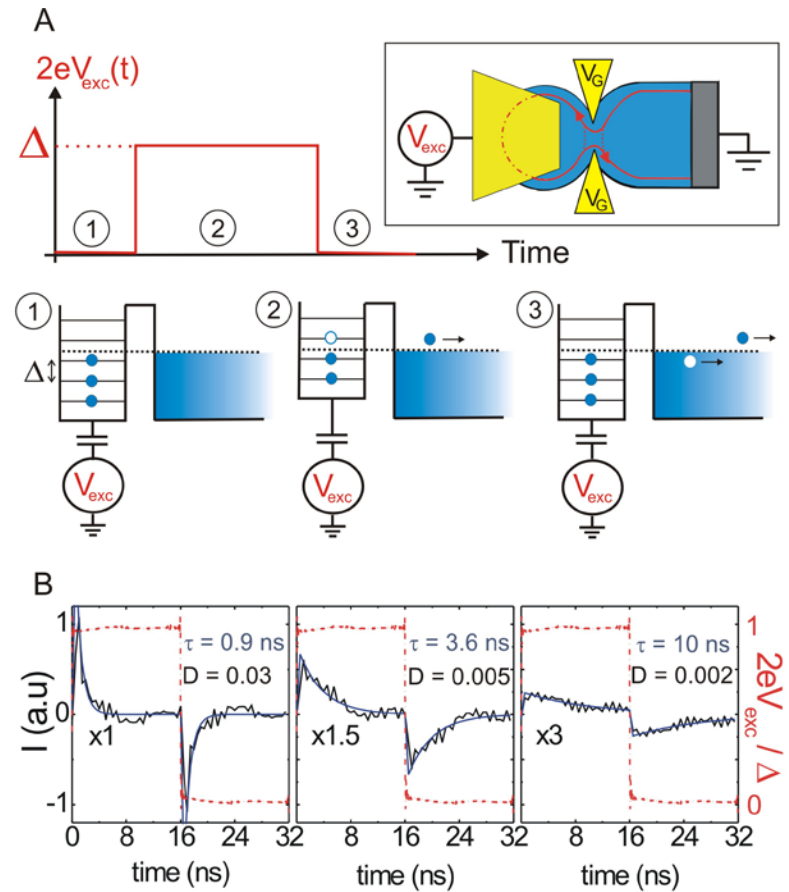 A
2eV_exc(t)
Δ
1
2
3
Time
V_G
V_exc
V_G
1
2
3
Δ
V_exc
V_exc
V_exc
B
I (a.u)
1
0
-1
τ = 0.9 ns
D = 0.03
x1
τ = 3.6 ns
D = 0.005
x1.5
τ = 10 ns
D = 0.002
x3
1
0
2eV_exc / Δ
0 8 16 24 32 8 16 24 32 8 16 24 32
time (ns) time (ns) time (ns)